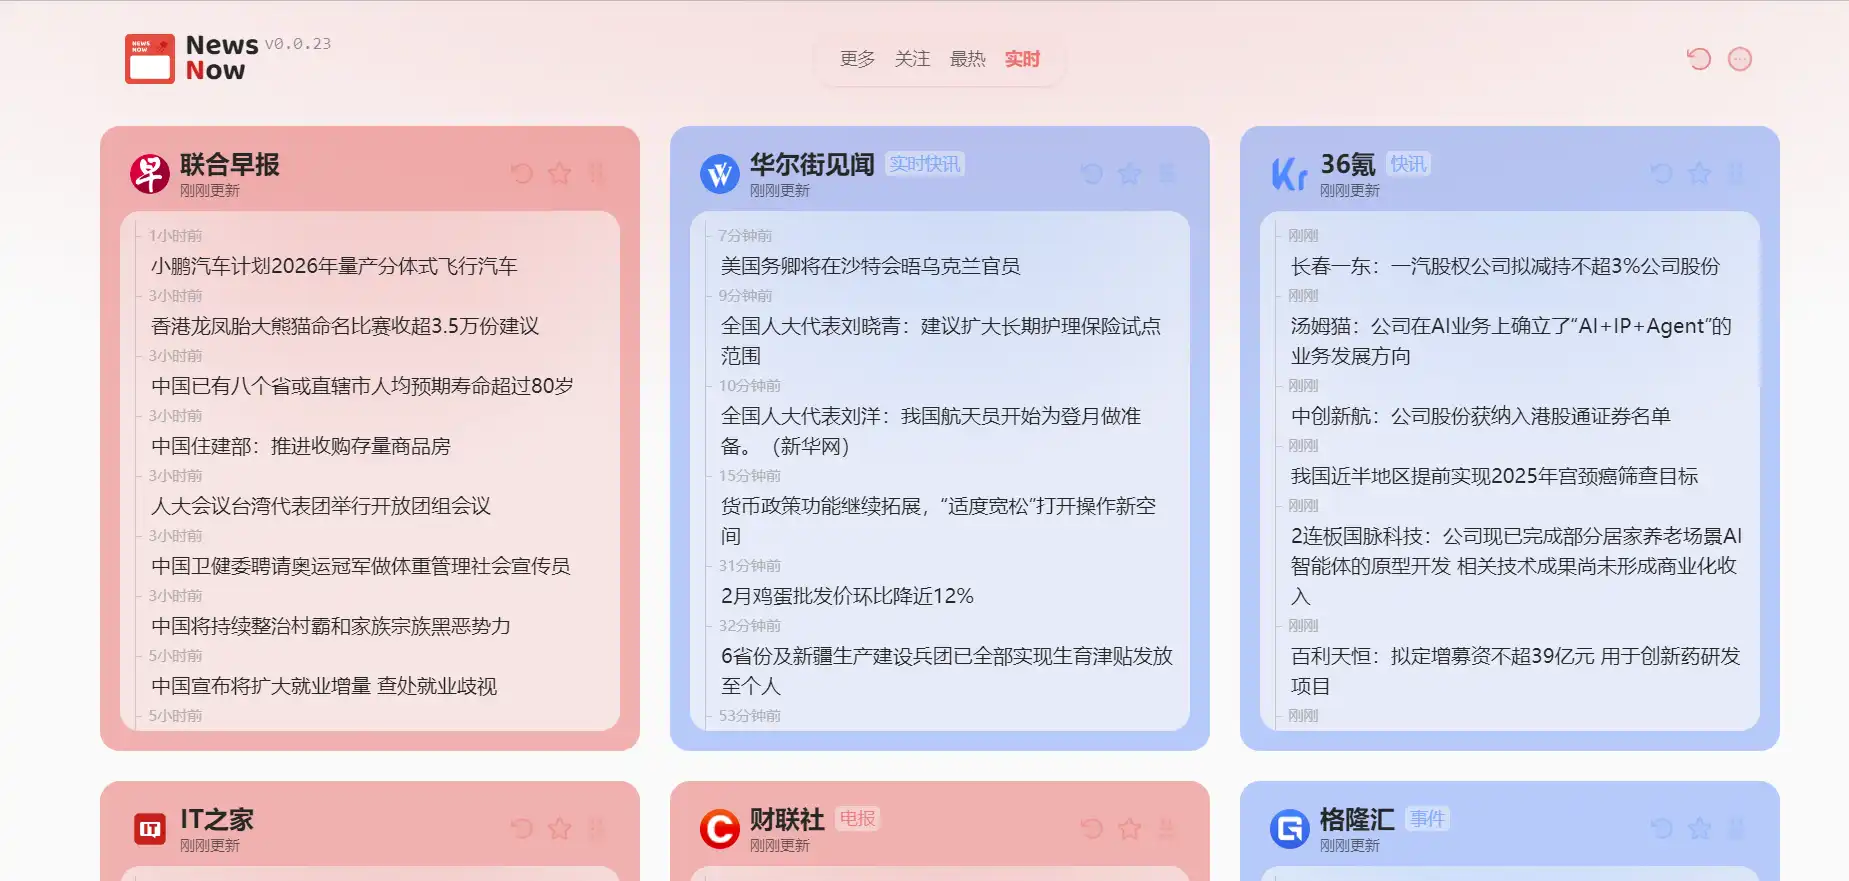 News v0.0.23
Now
更多 关注 最热 实时
联合早报
刚刚更新
1小时前
小鹏汽车计划2026年量产分体式飞行汽车
3小时前
香港龙凤胎大熊猫命名比赛收超3.5万份建议
3小时前
中国已有八个省或直辖市人均预期寿命超过80岁
3小时前
中国住建部：推进收购存量商品房
3小时前
人大会议台湾代表团举行开放团组会议
3小时前
中国卫健委聘请奥运冠军做体重管理社会宣传员
3小时前
中国将持续整治村霸和家族宗族黑恶势力
5小时前
中国宣布将扩大就业增量 查处就业歧视
5小时前
华尔街见闻 实时快讯
刚刚更新
7分钟前
美国务卿将在沙特会晤乌克兰官员
9分钟前
全国人大代表刘晓青：建议扩大长期护理保险试点
范围
10分钟前
全国人大代表刘洋：我国航天员开始为登月做准
备。（新华网）
15分钟前
货币政策功能继续拓展，“适度宽松”打开操作新空
间
31分钟前
2月鸡蛋批发价环比降近12%
32分钟前
6省份及新疆生产建设兵团已全部实现生育津贴发放
至个人
53分钟前
36氪 快讯
刚刚更新
刚刚
长春一东：一汽股权公司拟减持不超3%公司股份
刚刚
汤姆猫：公司在AI业务上确立了“AI+IP+Agent”的
业务发展方向
刚刚
中创新航：公司股份获纳入港股通证券名单
刚刚
我国近半地区提前实现2025年宫颈癌筛查目标
刚刚
2连板国脉科技：公司现已完成部分居家养老场景AI
智能体的原型开发 相关技术成果尚未形成商业化收
入
刚刚
百利天恒：拟定增募资不超39亿元 用于创新药研发
项目
刚刚
IT之家
刚刚更新
财联社 电报
刚刚更新
格隆汇 事件
刚刚更新